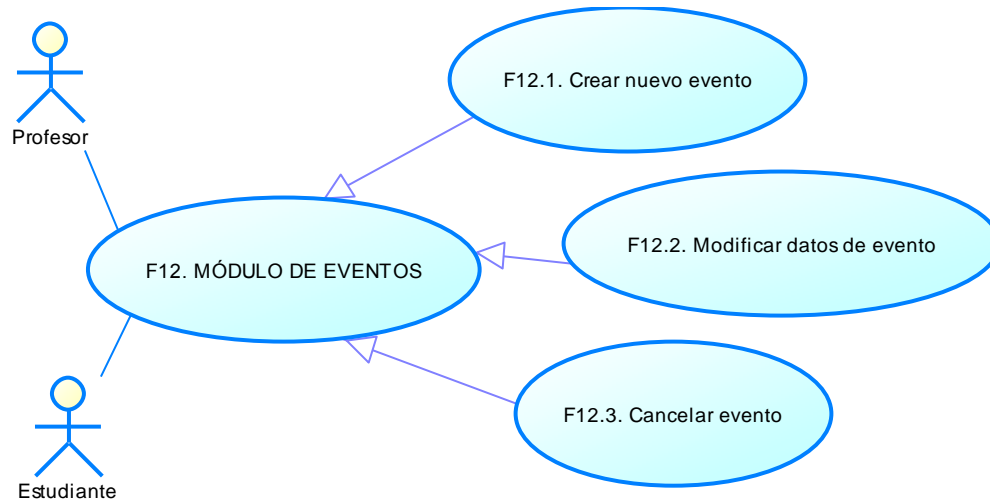 Profesor
F12.1. Crear nuevo evento
F12.2. Modificar datos de evento
F12. MÓDULO DE EVENTOS
F12.3. Cancelar evento
Estudiante